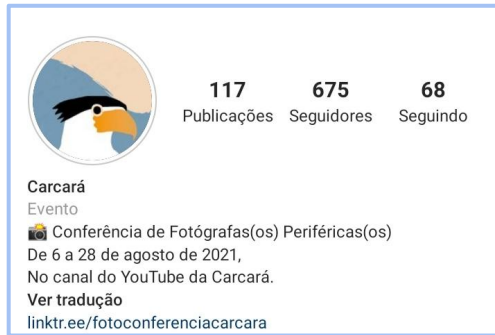 117 675 68
Publicações Seguidores Seguindo
Carcará
Evento
📸 Conferência de Fotógrafas(os) Periféricas(os)
De 6 a 28 de agosto de 2021,
No canal do YouTube da Carcará.
Ver tradução
linktr.ee/fotoconferenciacarcara